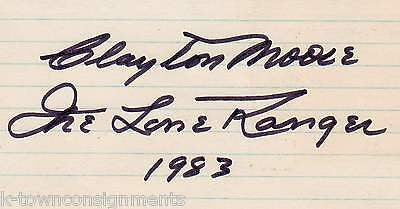 Clayton Moore
The Lone Ranger
1983
k-townconsignments